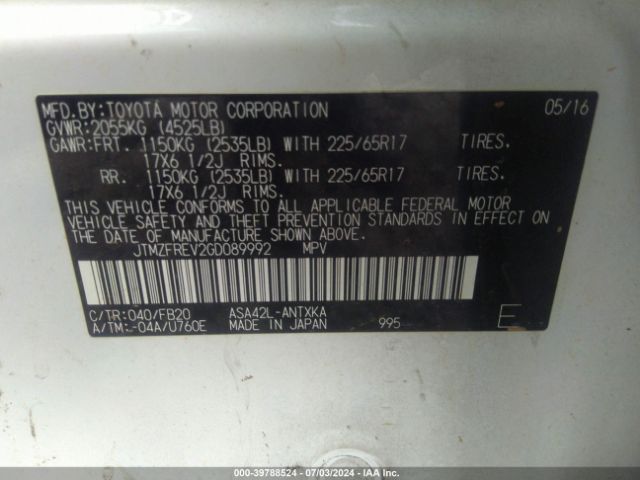 MFD.BY:TOYOTA MOTOR CORPORATION 05/16
GVWR:2055KG (4525LB)
GAWR:FRT. 1150KG (2535LB) WITH 225/65R17 TIRES.
17X6 1/2J RIMS.
RR. 1150KG (2535LB) WITH 225/65R17 TIRES.
17X6 1/2J RIMS.
THIS VEHICLE CONFORMS TO ALL APPLICABLE FEDERAL MOTOR
VEHICLE SAFETY AND THEFT PREVENTION STANDARDS IN EFFECT ON
THE DATE OF MANUFACTURE SHOWN ABOVE.
JTMZFREV2GD089992 MPV
C/TR:040/FB20 ASA42L-ANTXKA
A/TM:-04A/U760E MADE IN JAPAN 995 E
000-39788524 07/03/2024 IAA, Inc.